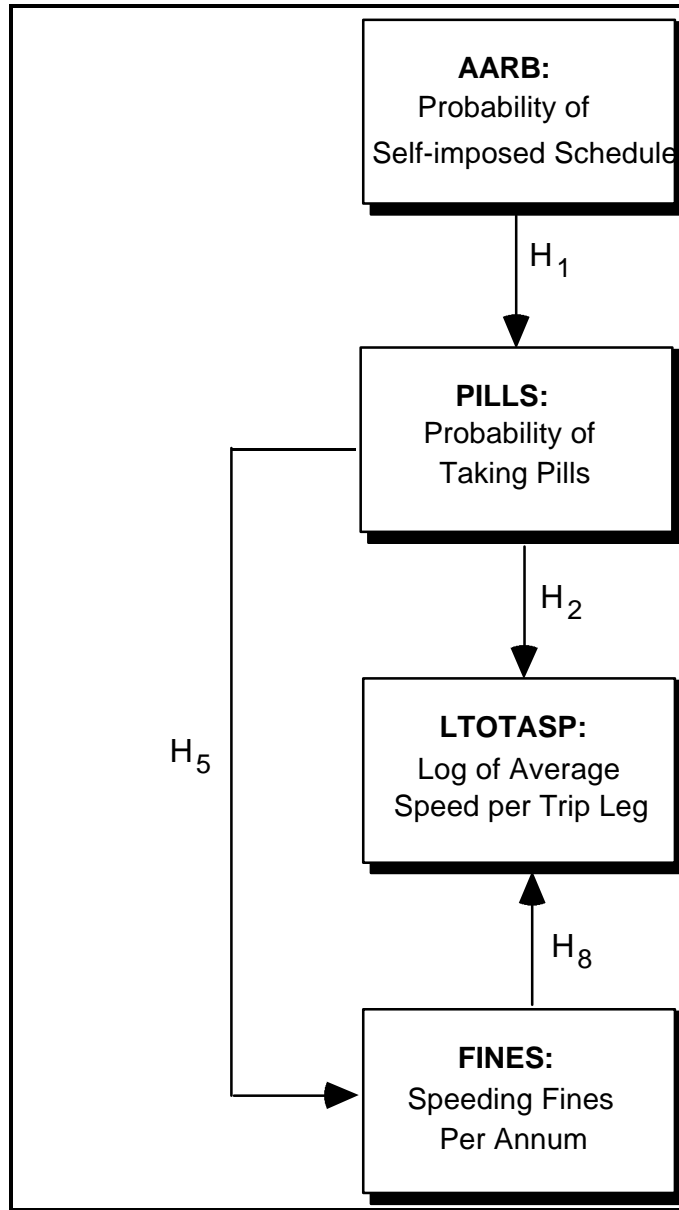 AARB:
Probability of
Self-imposed Schedule
H1
PILLS:
Probability of
Taking Pills
H2
LTOTASP:
Log of Average
Speed per Trip Leg
H5
H8
FINES:
Speeding Fines
Per Annum